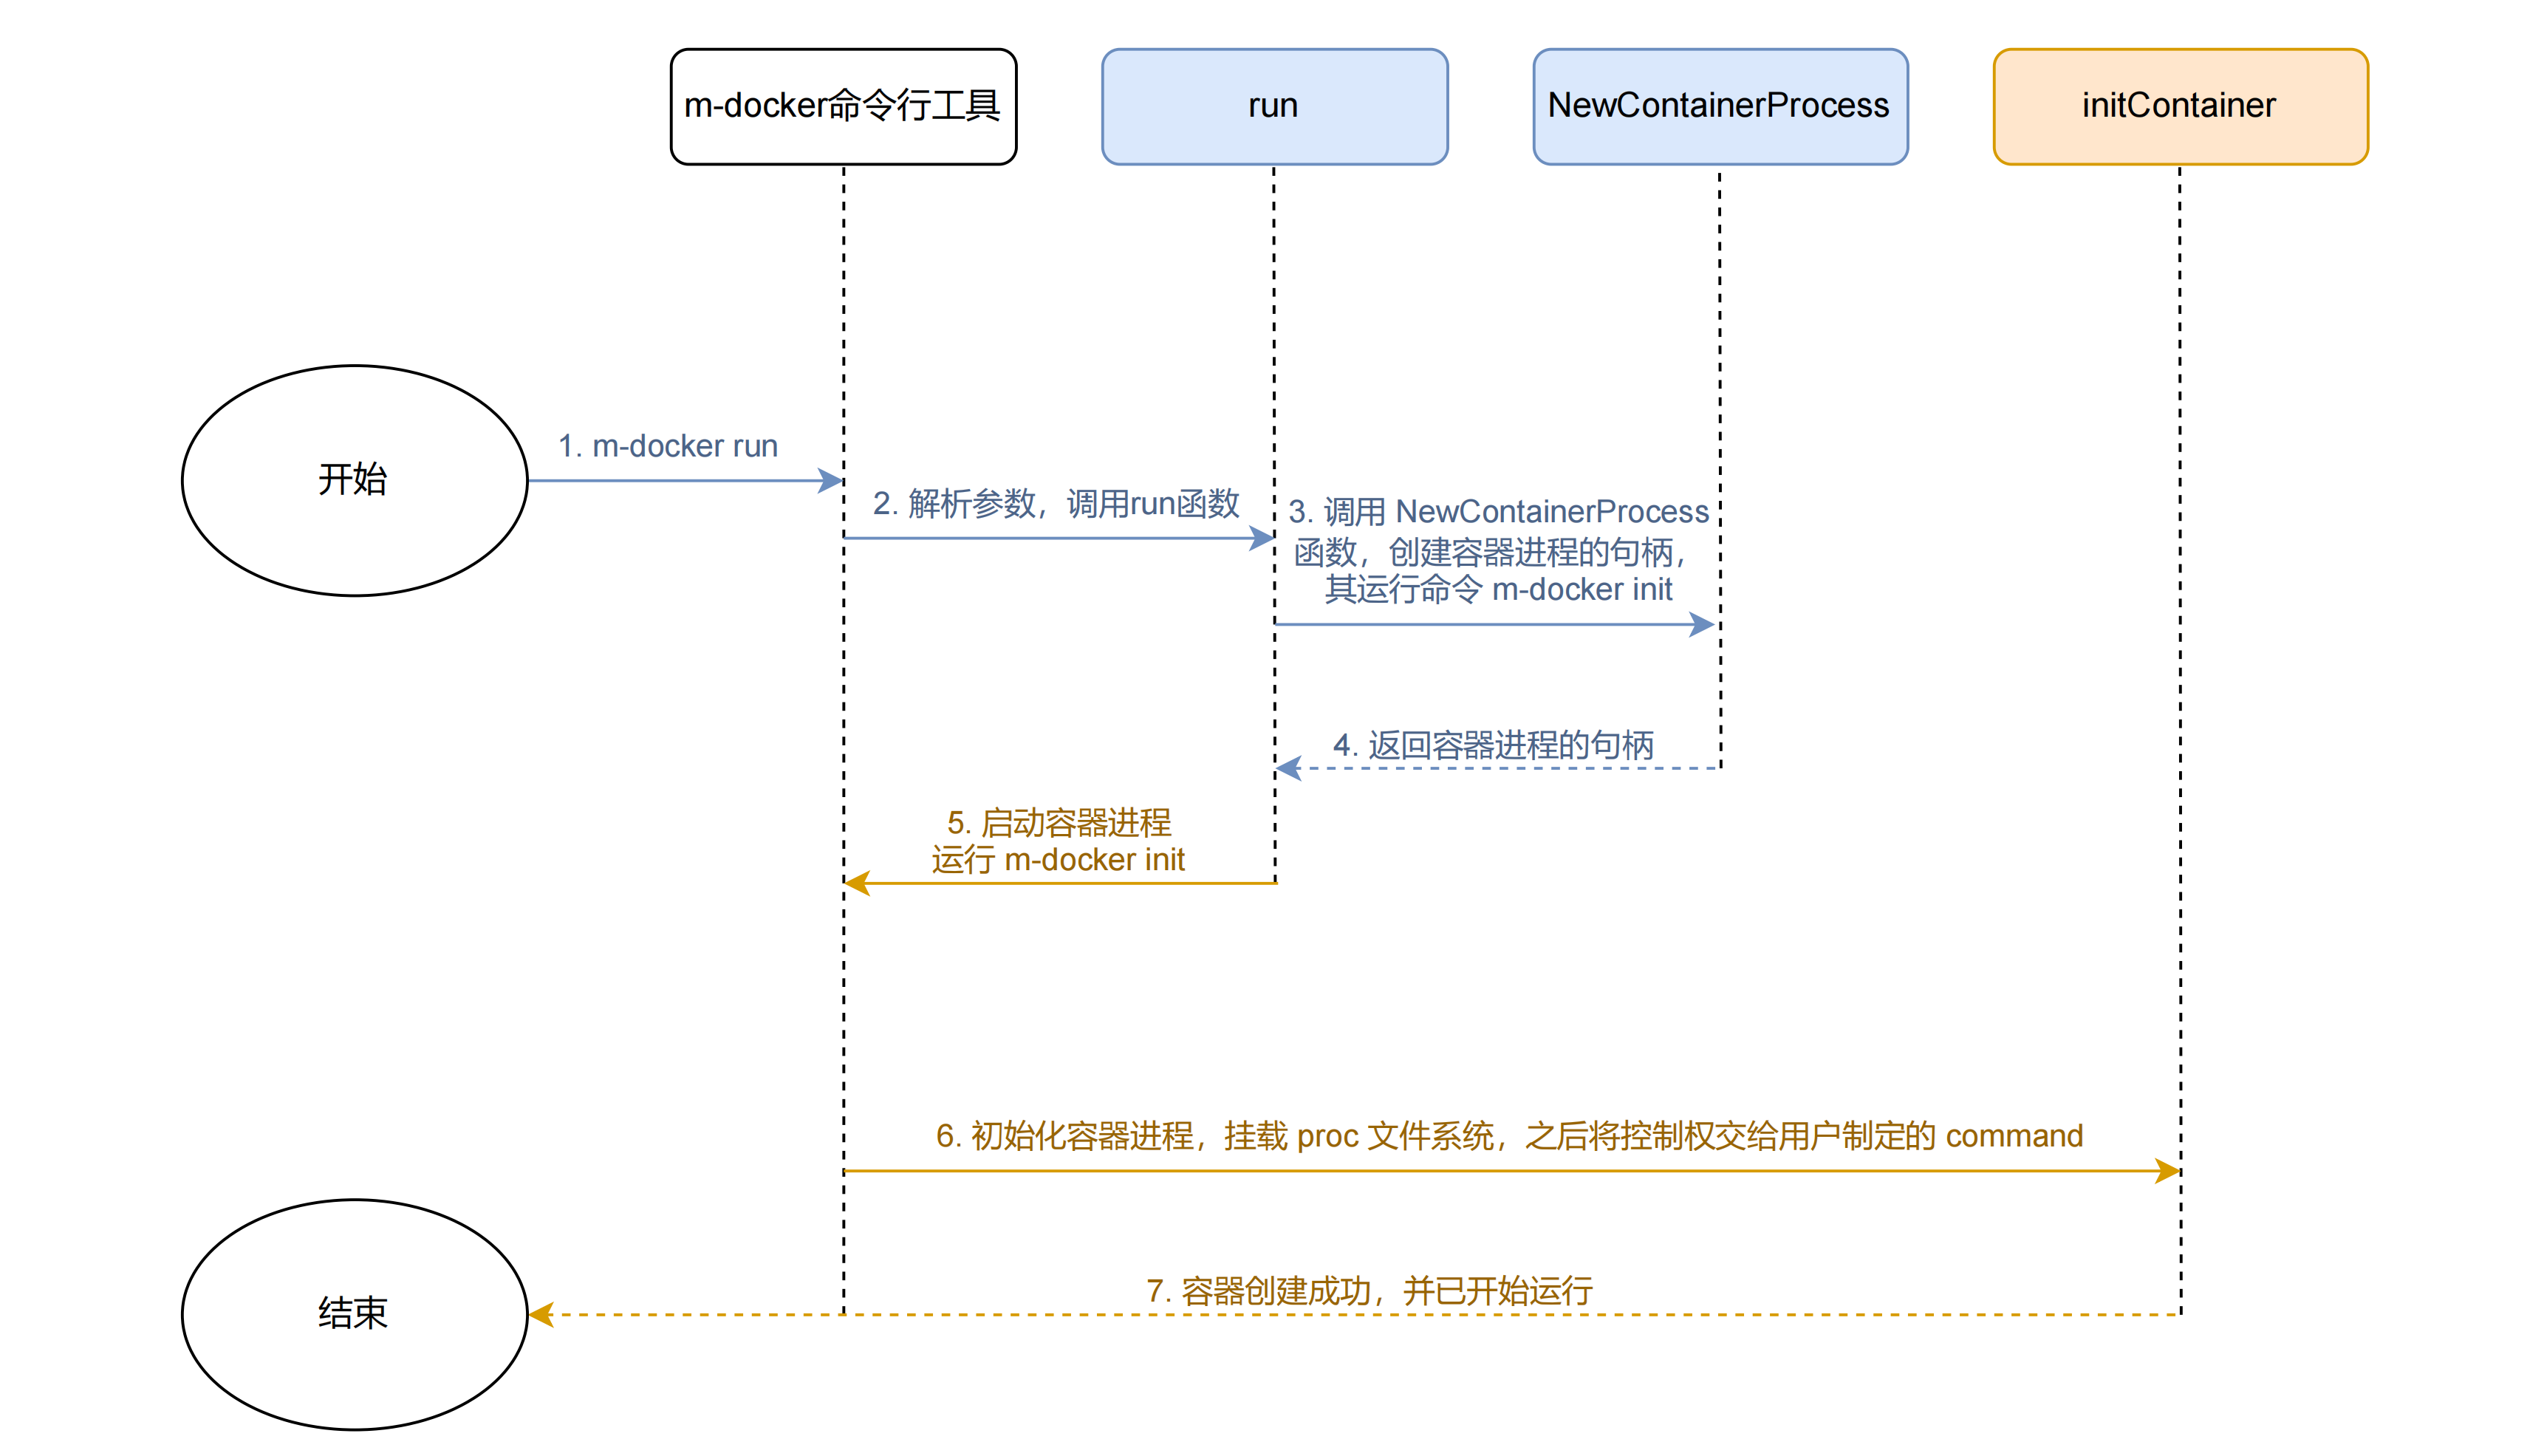 m-docker命令行工具
run
NewContainerProcess
initContainer
开始
1. m-docker run
2. 解析参数，调用run函数
3. 调用 NewContainerProcess
函数，创建容器进程的句柄，
其运行命令 m-docker init
4. 返回容器进程的句柄
5. 启动容器进程
运行 m-docker init
6. 初始化容器进程，挂载 proc 文件系统，之后将控制权交给用户制定的 command
7. 容器创建成功，并已开始运行
结束